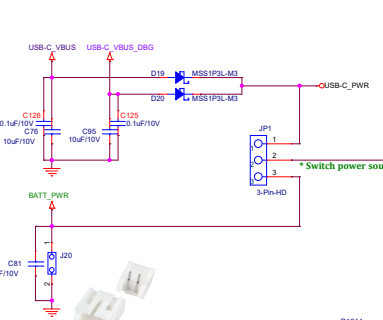 USB-C_VBUS USB-C_VBUS_DBG
D19 MSS1P3L-M3
USB-C_PWR
D20 MSS1P3L-M3
C126 C125
0.1uF/10V 0.1uF/10V
C76 C95
10uF/10V 10uF/10V
JP1
1
2
3
* Switch power sou
3-Pin-HD
BATT_PWR
1
J20
C81
F/10V
2